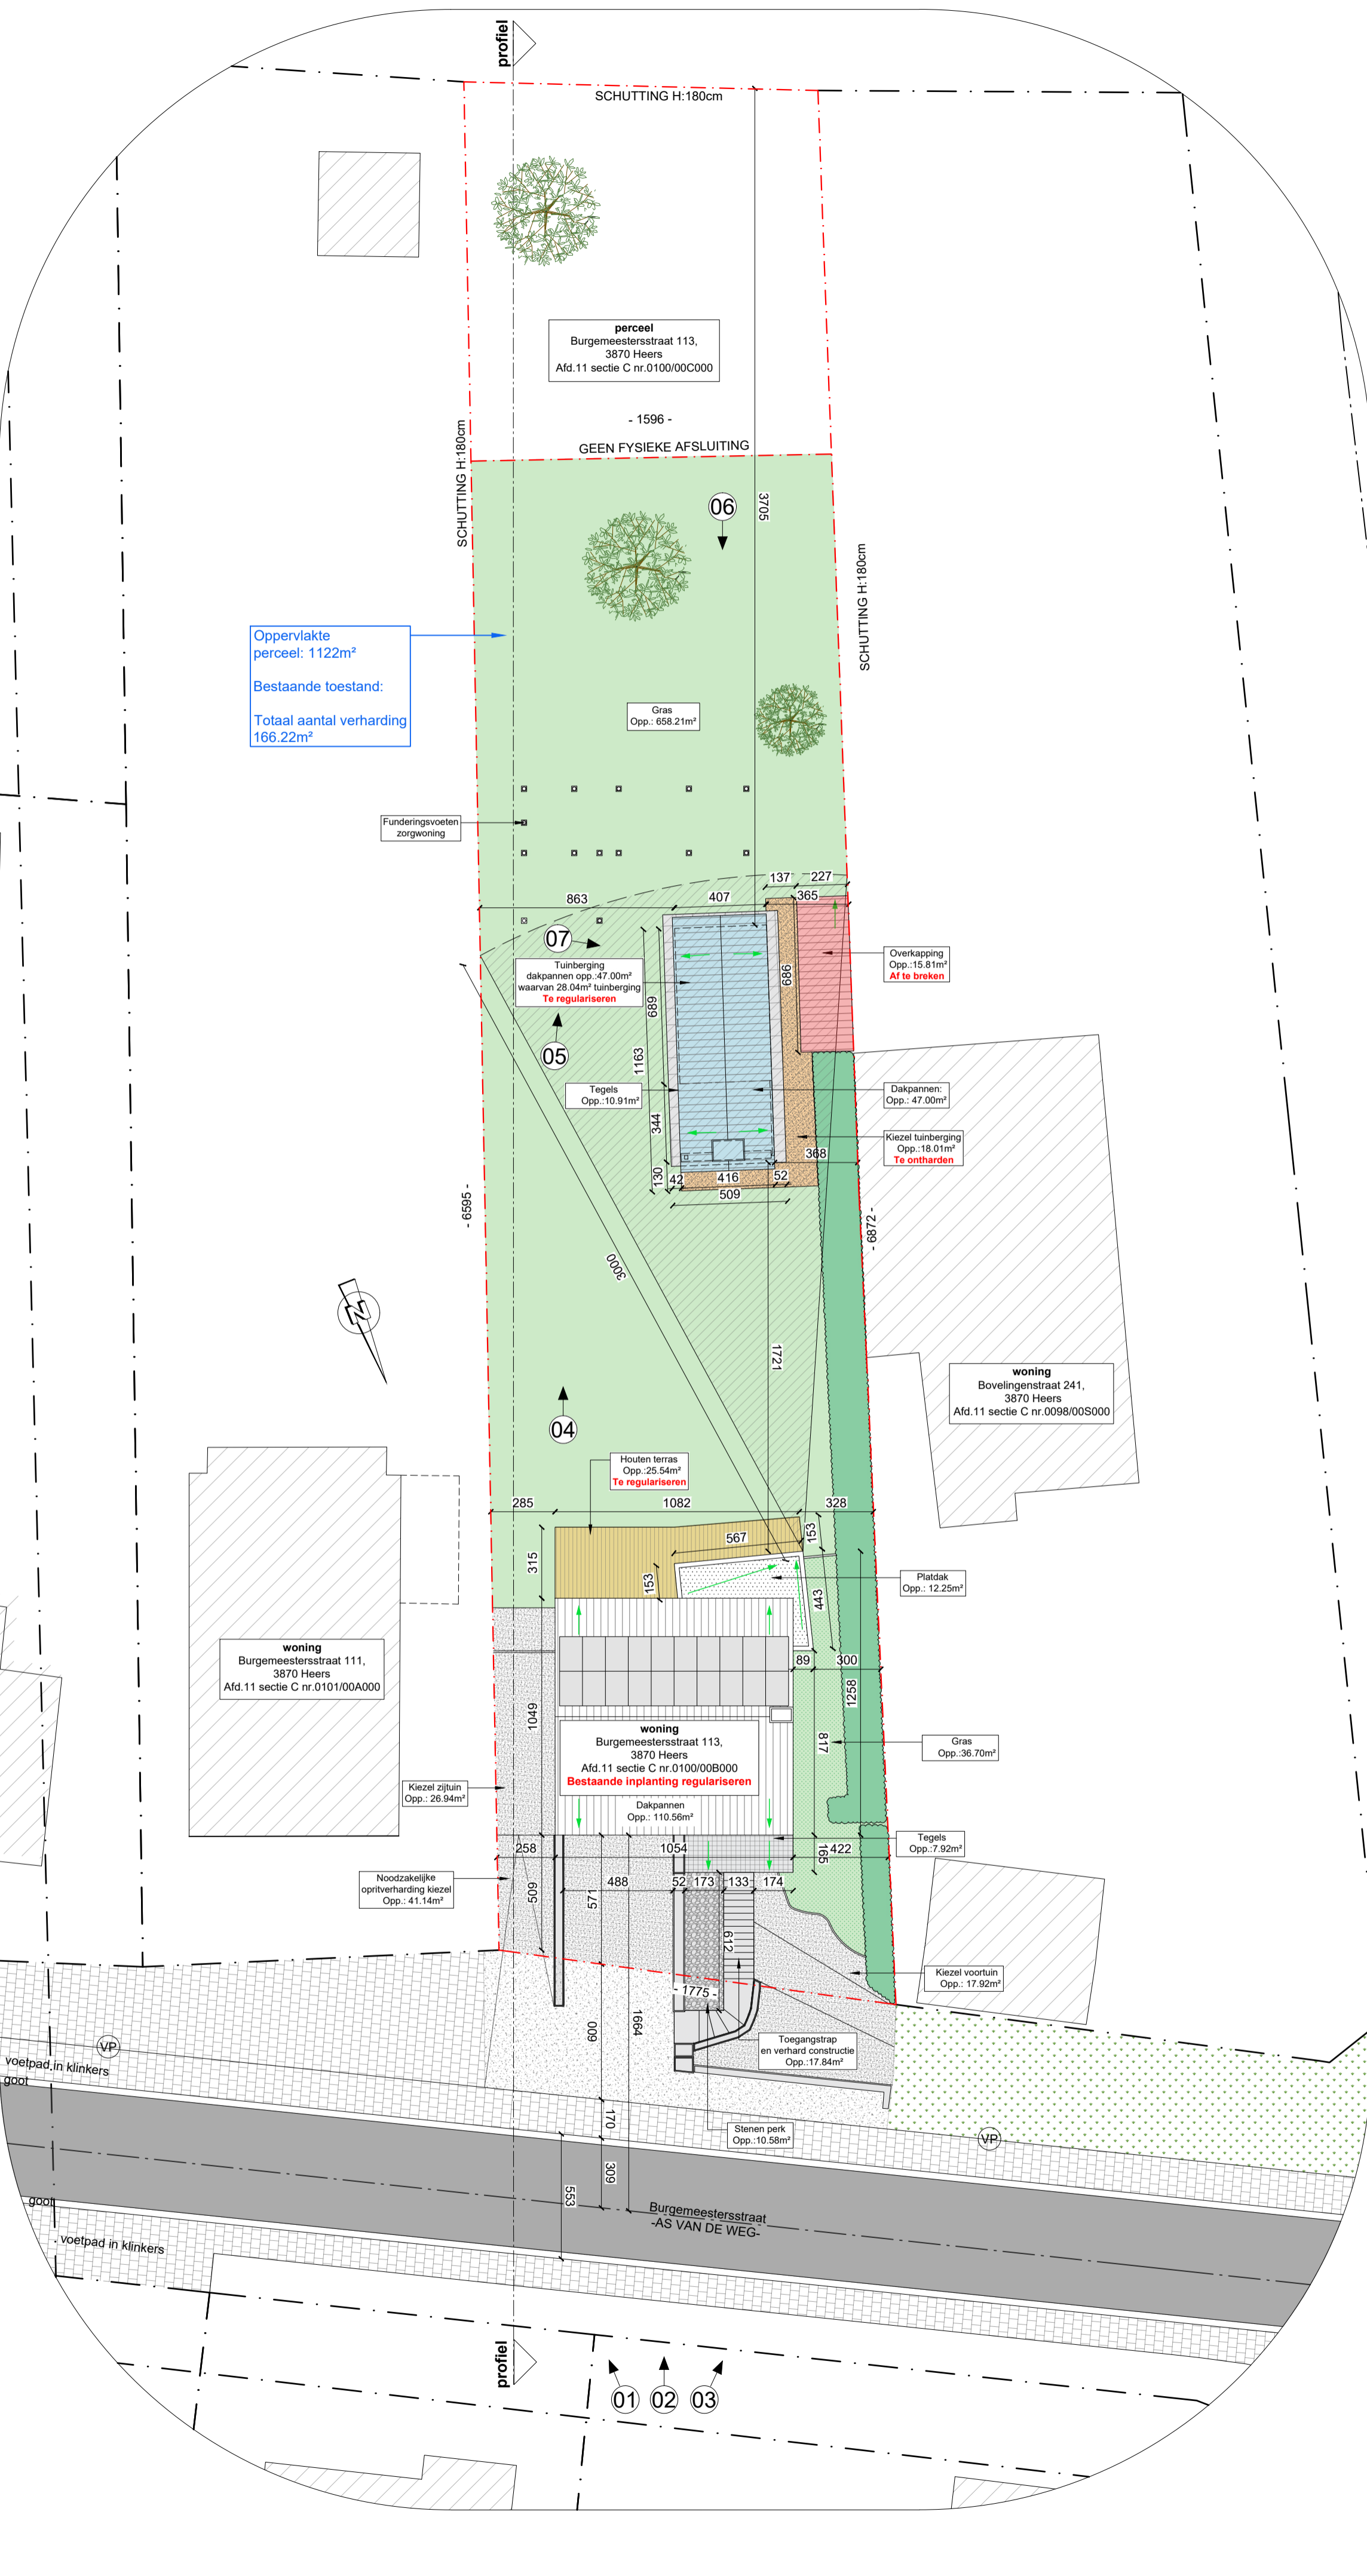 profiel
SCHUTTING H:180cm
perceel
Burgemeestersstraat 113,
3870 Heers
Afd.11 sectie C nr.0100/00C000
- 1596 -
GEEN FYSIEKE AFSLUITING
SCHUTTING H:180cm
06
3705
SCHUTTING H:180cm
Oppervlakte
perceel: 1122m²
Bestaande toestand:
Totaal aantal verharding
166.22m²
Gras
Opp.: 658.21m²
Funderingsvoeten
zorgwoning
137
227
863
407
365
07
Tuinberging
dakpannen opp.:47.00m²
waarvan 28.04m² tuinberging
Te regulariseren
Overkapping
Opp.:15.81m²
Af te breken
686
689
05
1163
Tegels
Opp.:10.91m²
Dakpannen:
Opp.: 47.00m²
344
Kiezel tuinberging
Opp.:18.01m²
Te ontharden
368
130
42
416
52
509
- 6595 -
- 6872 -
3000
N
1721
woning
Bovelingenstraat 241,
3870 Heers
Afd.11 sectie C nr.0098/00S000
04
Houten terras
Opp.:25.54m²
Te regulariseren
285
1082
328
153
567
315
153
Platdak
Opp.: 12.25m²
443
woning
Burgemeestersstraat 111,
3870 Heers
Afd.11 sectie C nr.0101/00A000
89
300
1258
1049
woning
Burgemeestersstraat 113,
3870 Heers
Afd.11 sectie C nr.0100/00B000
Bestaande inplanting regulariseren
817
Gras
Opp.:36.70m²
Kiezel zijtuin
Opp.: 26.94m²
Dakpannen
Opp.: 110.56m²
Tegels
Opp.:7.92m²
258
1054
165
422
Noodzakelijke
opritverharding kiezel
Opp.: 41.14m²
509
488
571
52
173
133
174
612
Kiezel voortuin
Opp.: 17.92m²
- 1775 -
600
1664
Toegangstrap
en verhard constructie
Opp.:17.84m²
VP
voetpad in klinkers
goot
170
Stenen perk
Opp.:10.58m²
VP
309
553
Burgemeestersstraat
-AS VAN DE WEG-
goot
voetpad in klinkers
profiel
01
02
03